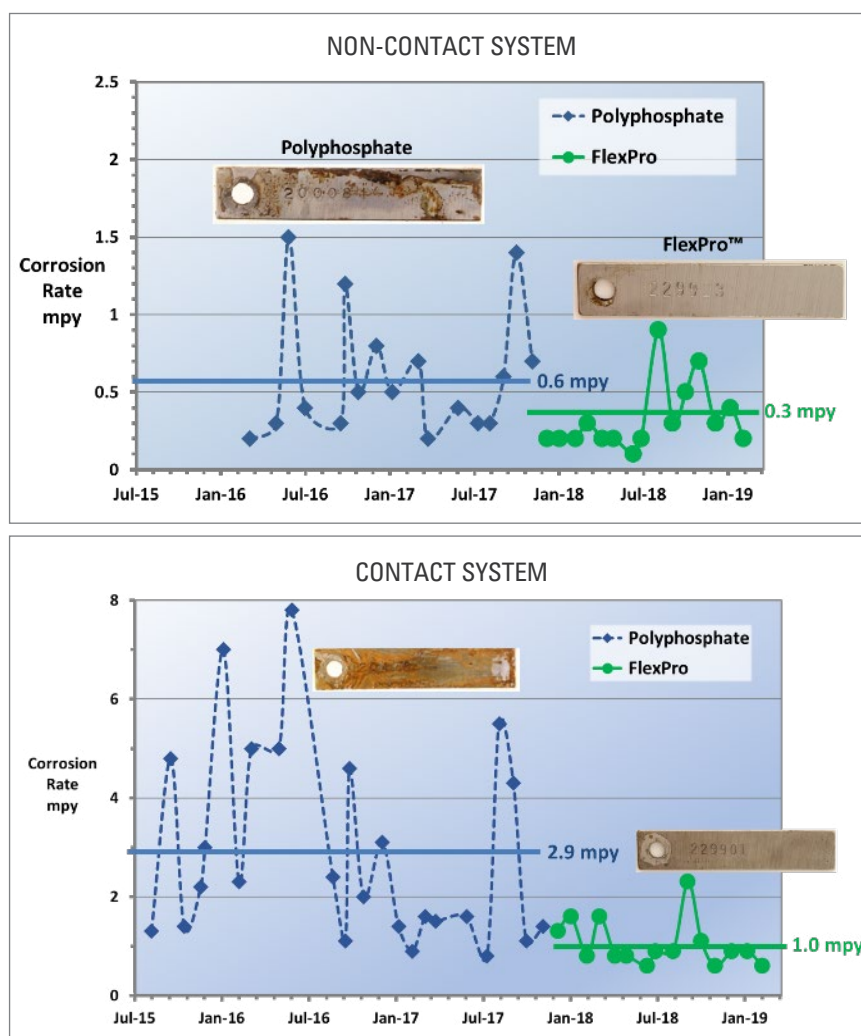 NON-CONTACT SYSTEM
2.5
2
1.5
1
0.5
0
Corrosion
Rate
mpy
Polyphosphate
FlexPro
Polyphosphate
FlexPro™
229913
0.6 mpy
0.3 mpy
Jul-15 Jan-16 Jul-16 Jan-17 Jul-17 Jan-18 Jul-18 Jan-19
CONTACT SYSTEM
8
6
4
2
0
Corrosion
Rate
mpy
Polyphosphate
FlexPro
229901
2.9 mpy
1.0 mpy
Jul-15 Jan-16 Jul-16 Jan-17 Jul-17 Jan-18 Jul-18 Jan-19